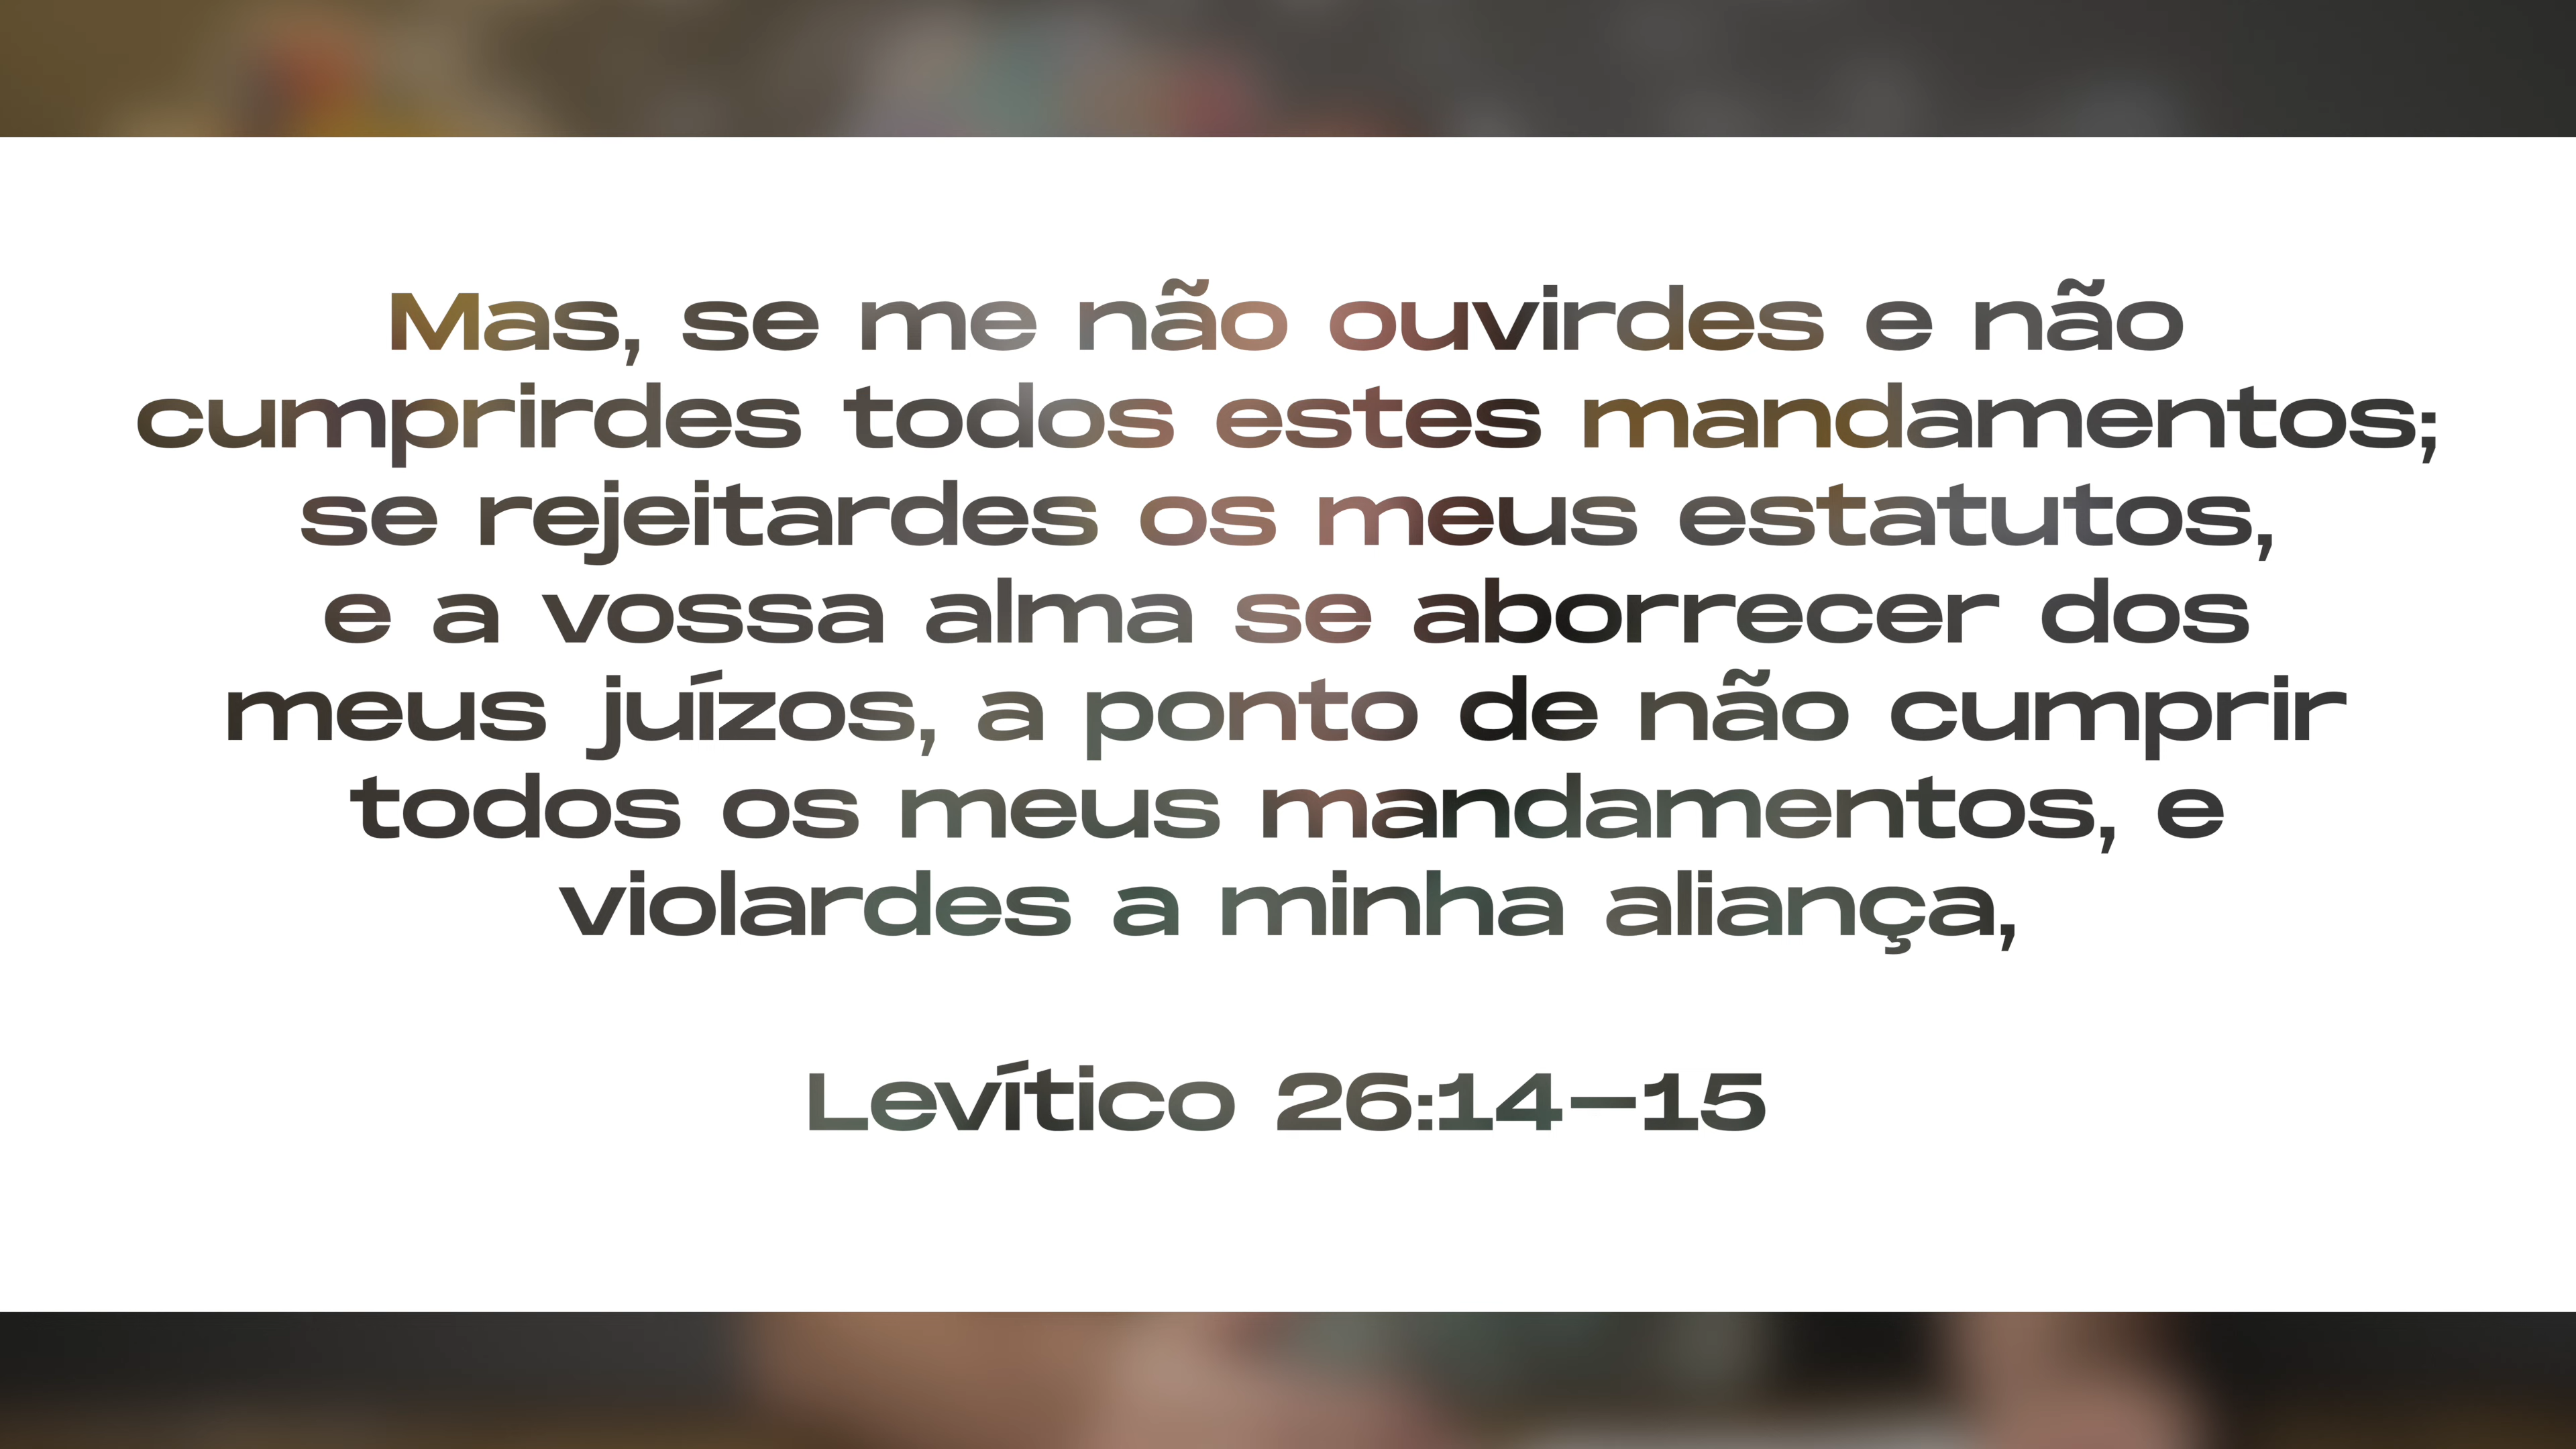 Mas, se me não ouvirdes e não
cumprirdes todos estes mandamentos;
se rejeitardes os meus estatutos,
e a vossa alma se aborrecer dos
meus juízos, a ponto de não cumprir
todos os meus mandamentos, e
violardes a minha aliança,
Levítico 26:14–15